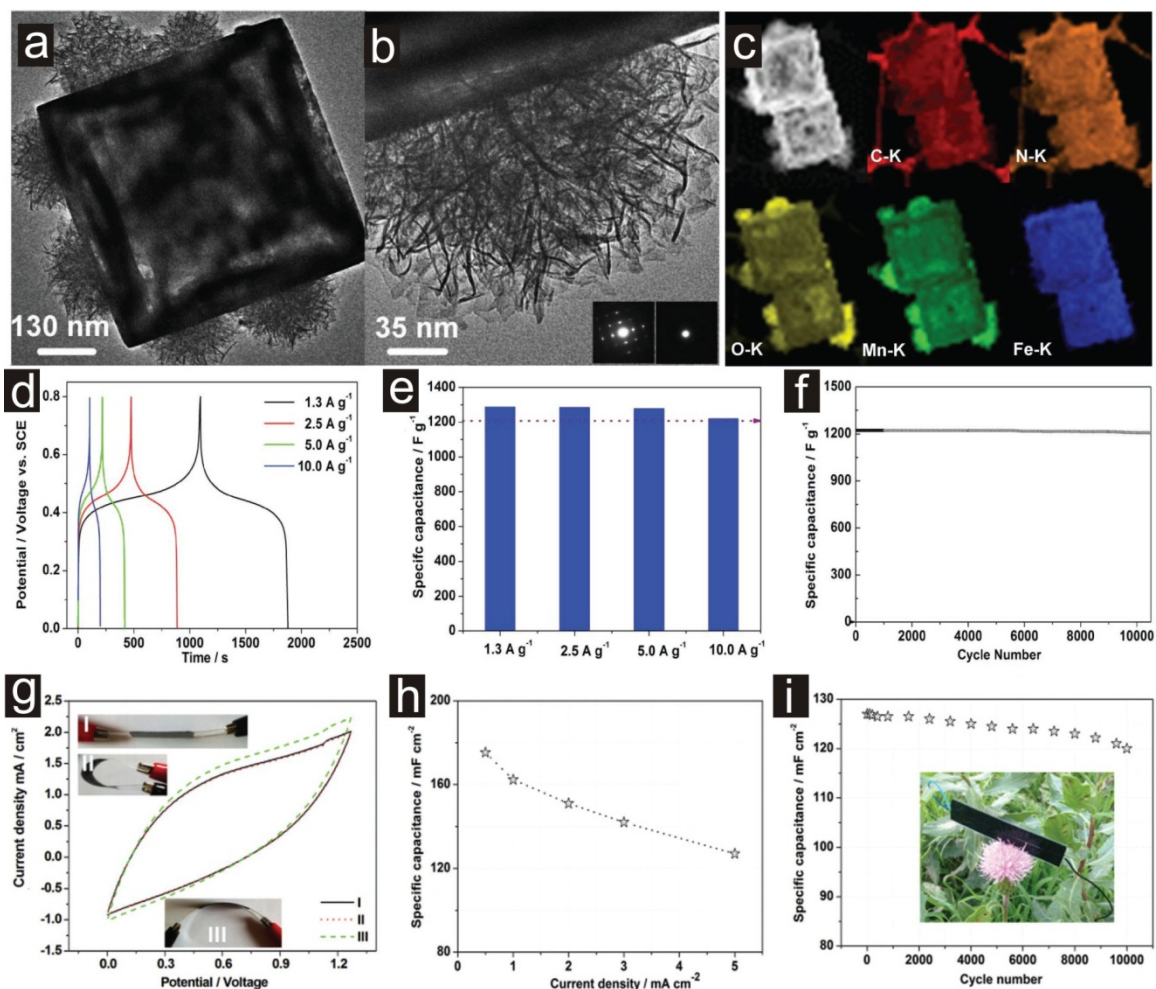 a
130 nm
b
35 nm
c
C-K
N-K
O-K
Mn-K
Fe-K
d
Potential / Voltage vs. SCE
0.8
0.6
0.4
0.2
0.0
1.3 A g⁻¹
2.5 A g⁻¹
5.0 A g⁻¹
10.0 A g⁻¹
0 500 1000 1500 2000 2500
Time / s
e
Specifc capacitance / F g⁻¹
1400
1200
1000
800
600
400
200
0
1.3 A g⁻¹ 2.5 A g⁻¹ 5.0 A g⁻¹ 10.0 A g⁻¹
f
Specific capacitance / F g⁻¹
1500
1200
900
600
300
0
0 2000 4000 6000 8000 10000
Cycle Number
g
Current density mA / cm²
2.5
2.0
1.5
1.0
0.5
0.0
-0.5
-1.0
-1.5
I
II
III
I
II
III
0.0 0.3 0.6 0.9 1.2
Potential / Voltage
h
Specific capacitance / mF cm⁻²
200
160
120
80
1 2 3 4 5
Current density / mA cm⁻²
i
Specific capacitance / mF cm⁻²
130
120
110
100
90
80
0 2000 4000 6000 8000 10000
Cycle number